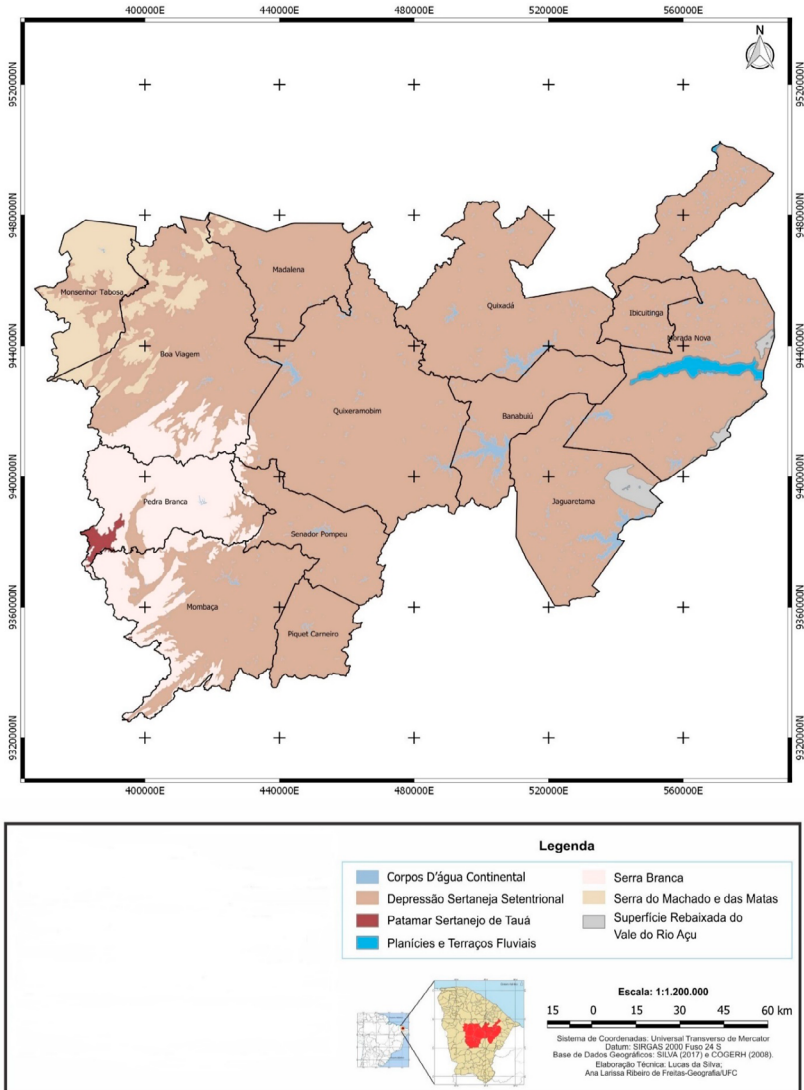 400000E 440000E 480000E 520000E 560000E
N
9520000N 9520000N
9480000N 9480000N
9440000N 9440000N
9400000N 9400000N
9360000N 9360000N
9320000N 9320000N
Monsenhor Tabosa
Madalena
Boa Viagem
Quixadá
Ibicuitinga
Morada Nova
Quixeramobim
Banabuiú
Pedra Branca
Jaguaretama
Senador Pompeu
Mombaça
Piquet Carneiro
400000E 440000E 480000E 520000E 560000E
Legenda
Corpos D'água Continental
Depressão Sertaneja Setentrional
Patamar Sertanejo de Tauá
Planícies e Terraços Fluviais
Serra Branca
Serra do Machado e das Matas
Superfície Rebaixada do
Vale do Rio Açu
Escala: 1:1.200.000
15 0 15 30 45 60 km
Sistema de Coordenadas: Universal Transverso de Mercator
Datum: SIRGAS 2000 Fuso 24 S
Base de Dados Geográficos: SILVA (2017) e COGERH (2008).
Elaboração Técnica: Lucas da Silva;
Ana Larissa Ribeiro de Freitas-Geografia/UFC